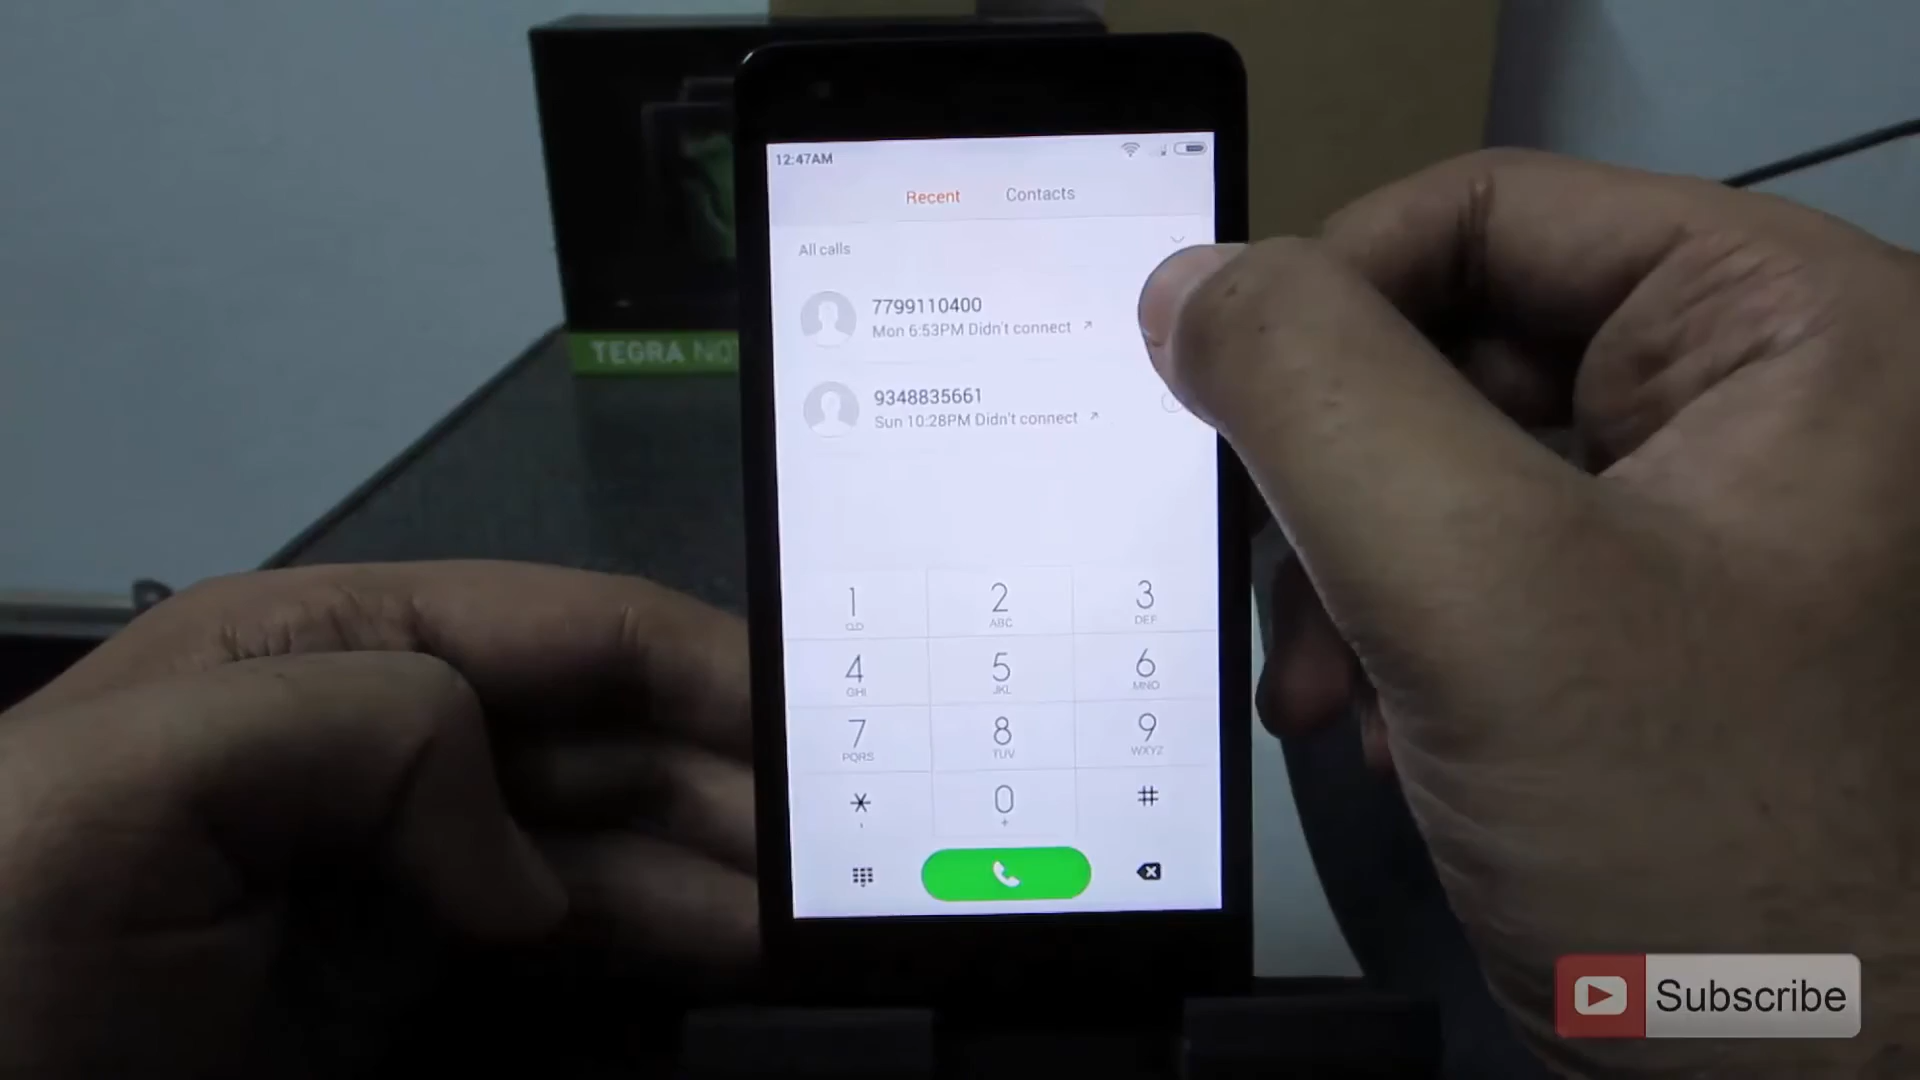 12:47AM
Recent Contacts
All calls
7799110400
Mon 6:53PM Didn't connect
9348835661
Sun 10:28PM Didn't connect
1 2 3
ABC DEF
4 5 6
GHI JKL MNO
7 8 9
PQRS TUV WXYZ
* 0 #
, +
TEGRA
Subscribe